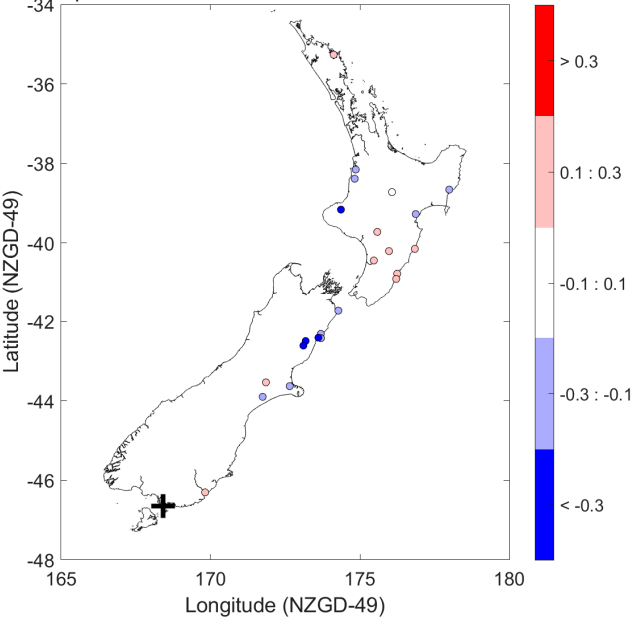 -34
-36
-38
-40
-42
-44
-46
-48
165
170
175
180
Longitude (NZGD-49)
Latitude (NZGD-49)
> 0.3
0.1 : 0.3
-0.1 : 0.1
-0.3 : -0.1
< -0.3